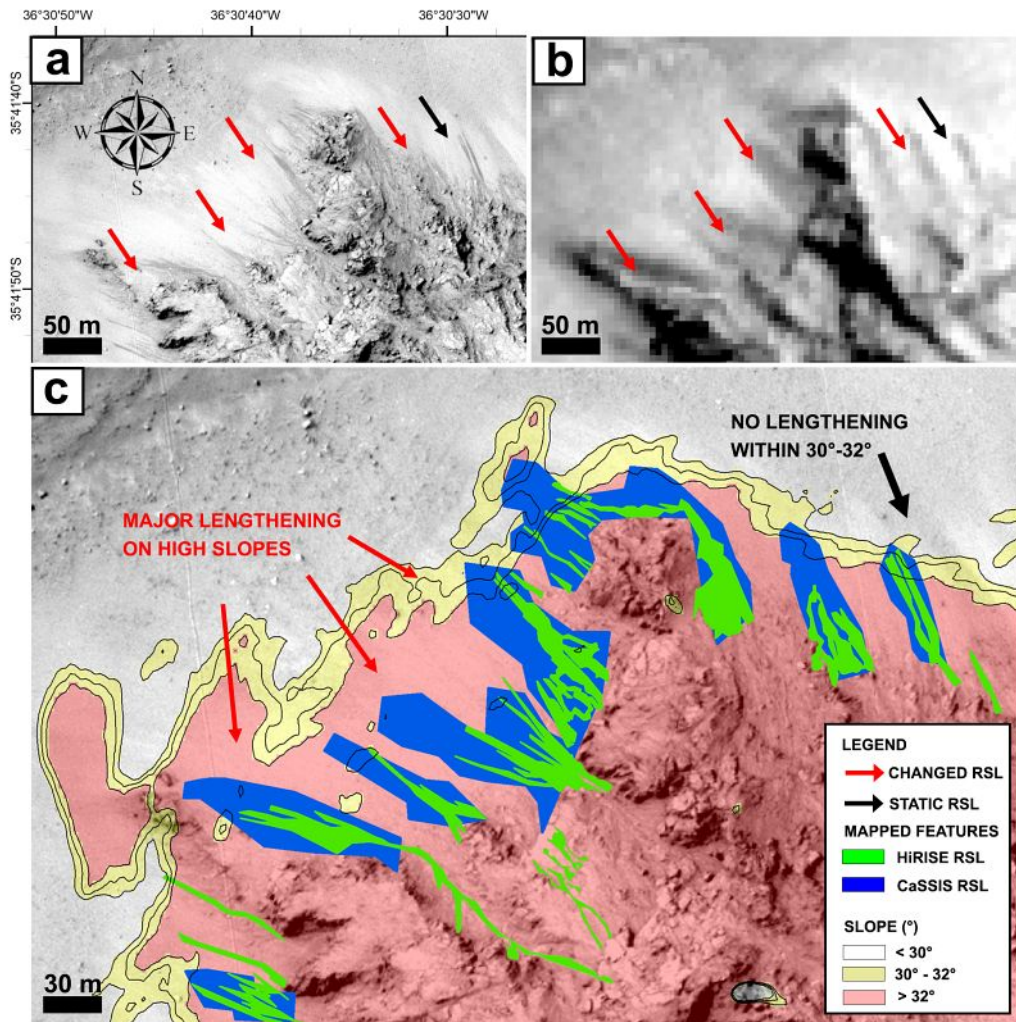 36°30'50"W
36°30'40"W
36°30'30"W
35°41'40"S
35°41'50"S
a
N
W
E
S
50 m
b
50 m
c
NO LENGTHENING
WITHIN 30°-32°
MAJOR LENGTHENING
ON HIGH SLOPES
30 m
LEGEND
CHANGED RSL
STATIC RSL
MAPPED FEATURES
HiRISE RSL
CaSSIS RSL
SLOPE (°)
< 30°
30° - 32°
> 32°